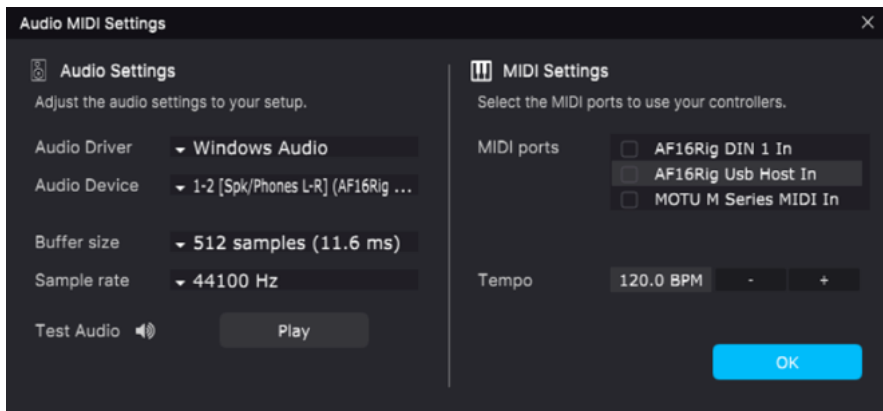 Audio MIDI Settings
Audio Settings
Adjust the audio settings to your setup.
Audio Driver Windows Audio
Audio Device 1-2 [Spk/Phones L-R] (AF16Rig ...
Buffer size 512 samples (11.6 ms)
Sample rate 44100 Hz
Test Audio Play
MIDI Settings
Select the MIDI ports to use your controllers.
MIDI ports AF16Rig DIN 1 In
AF16Rig Usb Host In
MOTU M Series MIDI In
Tempo 120.0 BPM - +
OK